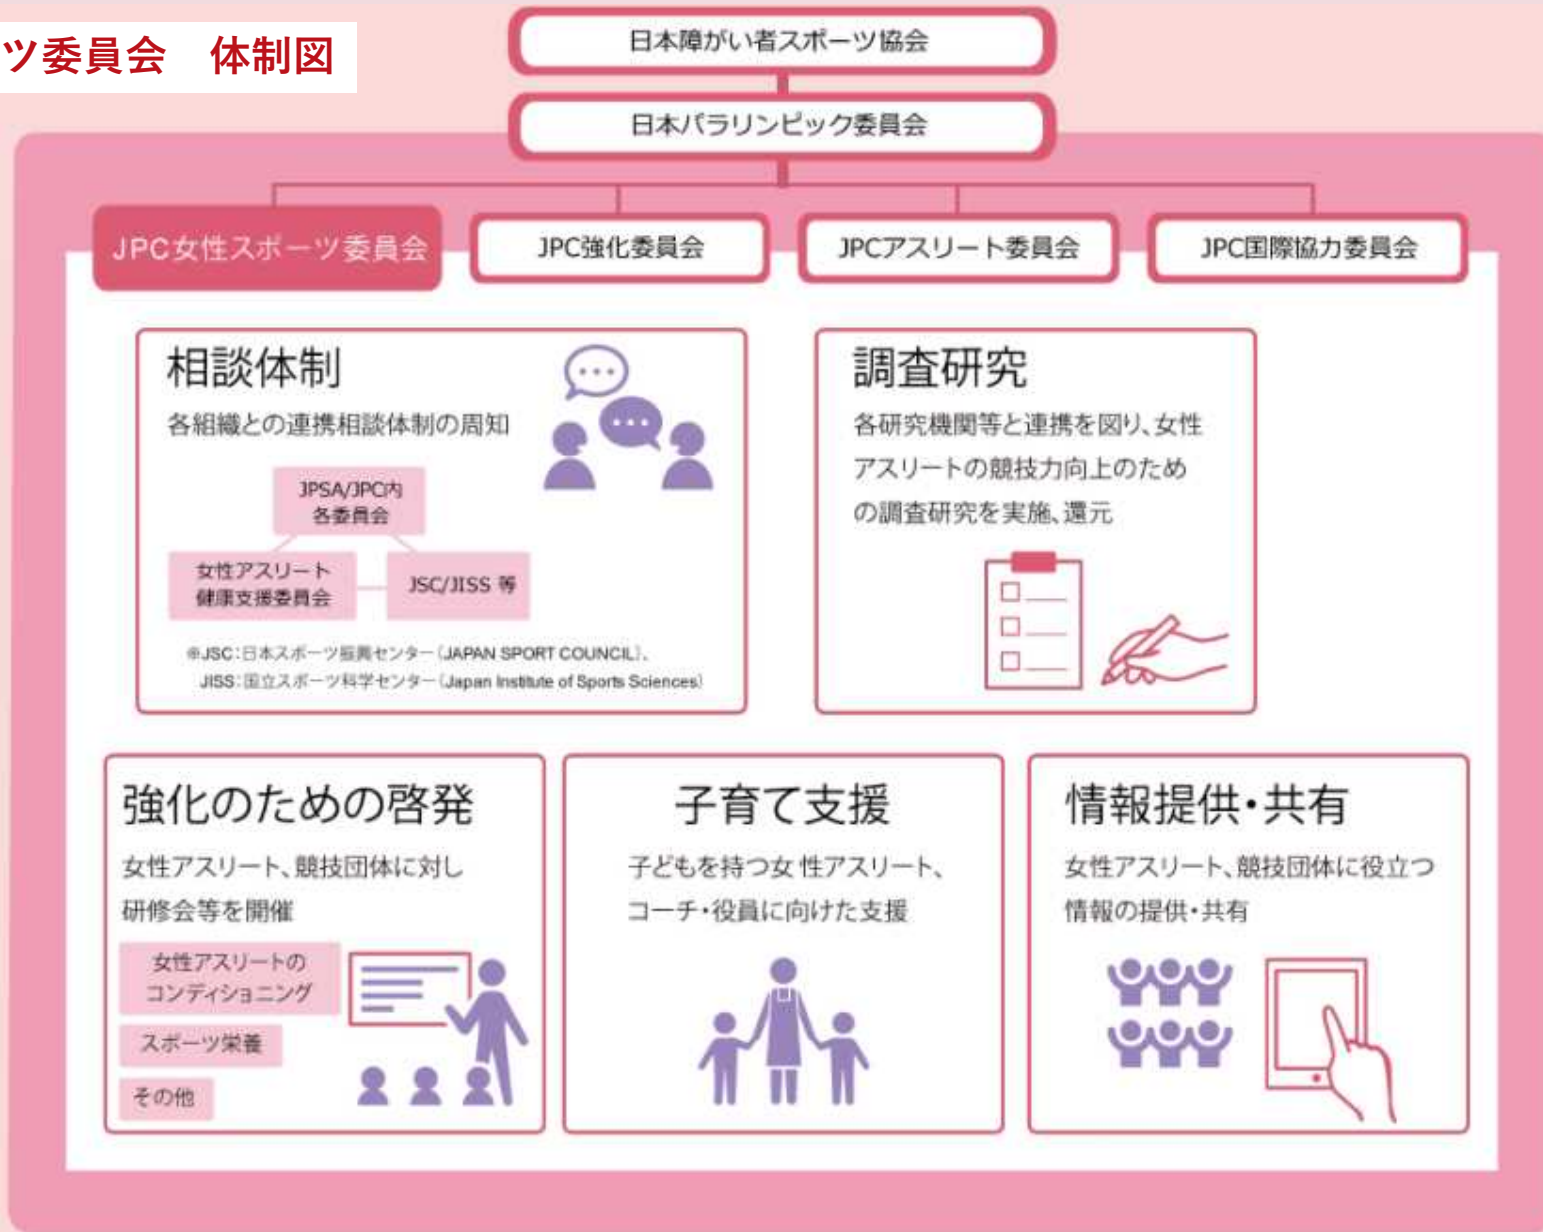 ツ委員会　体制図
日本障がい者スポーツ協会
日本パラリンピック委員会
JPC女性スポーツ委員会
JPC強化委員会
JPCアスリート委員会
JPC国際協力委員会
相談体制
各組織との連携相談体制の周知
JPSA/JPC内
各委員会
女性アスリート
健康支援委員会
JSC/JISS 等
※JSC：日本スポーツ振興センター（JAPAN SPORT COUNCIL）、
JISS：国立スポーツ科学センター（Japan Institute of Sports Sciences）
調査研究
各研究機関等と連携を図り、女性
アスリートの競技力向上のため
の調査研究を実施、還元
強化のための啓発
女性アスリート、競技団体に対し
研修会等を開催
女性アスリートの
コンディショニング
スポーツ栄養
その他
子育て支援
子どもを持つ女性アスリート、
コーチ・役員に向けた支援
情報提供・共有
女性アスリート、競技団体に役立つ
情報の提供・共有